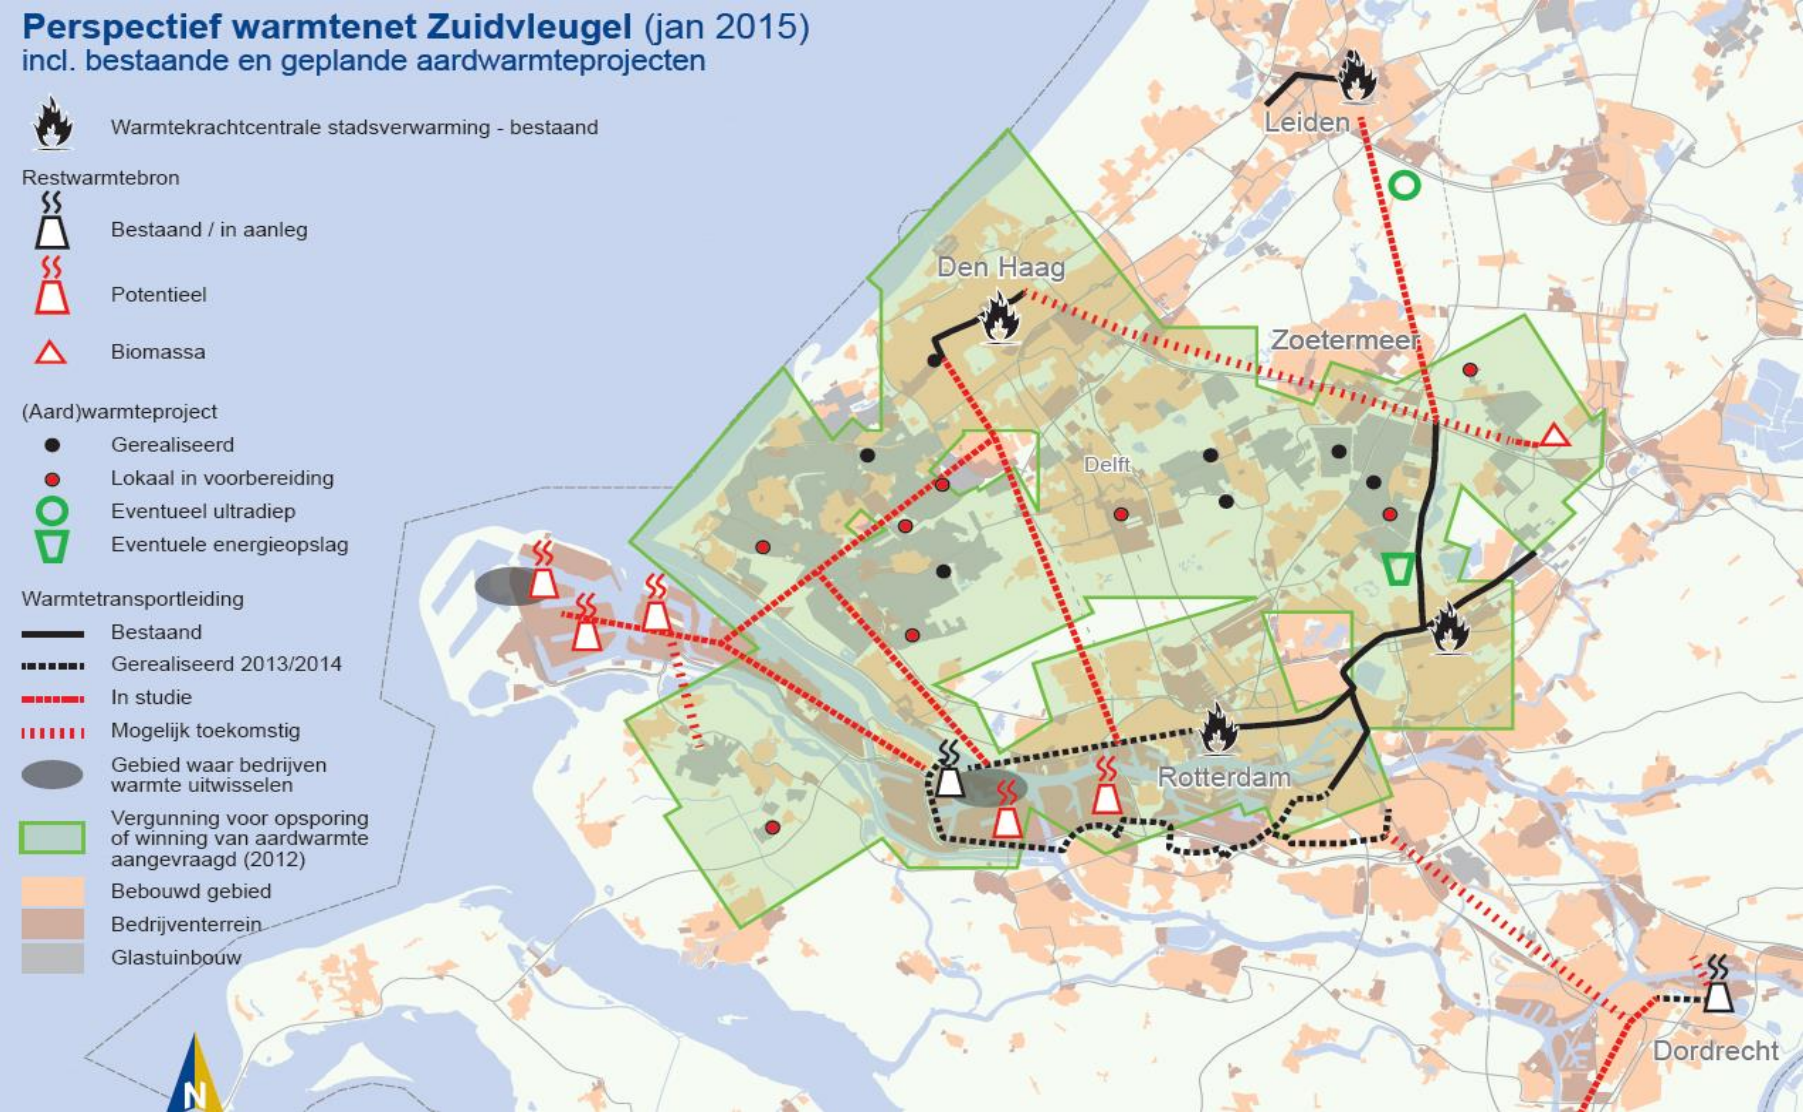 Perspectief warmtenet Zuidvleugel (jan 2015)
incl. bestaande en geplande aardwarmteprojecten
Warmtekrachtcentrale stadsverwarming - bestaand
Restwarmtebron
Bestaand / in aanleg
Potentieel
Biomassa
(Aard)warmteproject
Gerealiseerd
Lokaal in voorbereiding
Eventueel ultradiep
Eventuele energieopslag
Warmtetransportleiding
Bestaand
Gerealiseerd 2013/2014
In studie
Mogelijk toekomstig
Gebied waar bedrijven
warmte uitwisselen
Vergunning voor opsporing
of winning van aardwarmte
aangevraagd (2012)
Bebouwd gebied
Bedrijventerrein
Glastuinbouw
N
Leiden
Den Haag
Zoetermeer
Delft
Rotterdam
Dordrecht